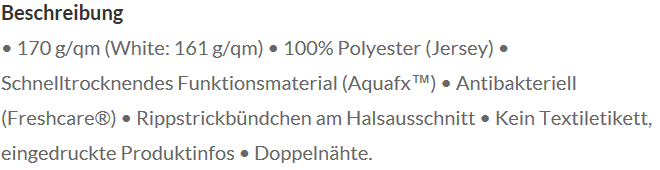 Beschreibung
• 170 g/qm (White: 161 g/qm) • 100% Polyester (Jersey) •
Schnelltrocknendes Funktionsmaterial (Aquafx™) • Antibakteriell
(Freshcare®) • Rippstrickbündchen am Halsausschnitt • Kein Textiletikett,
eingedruckte Produktinfos • Doppelnähte.